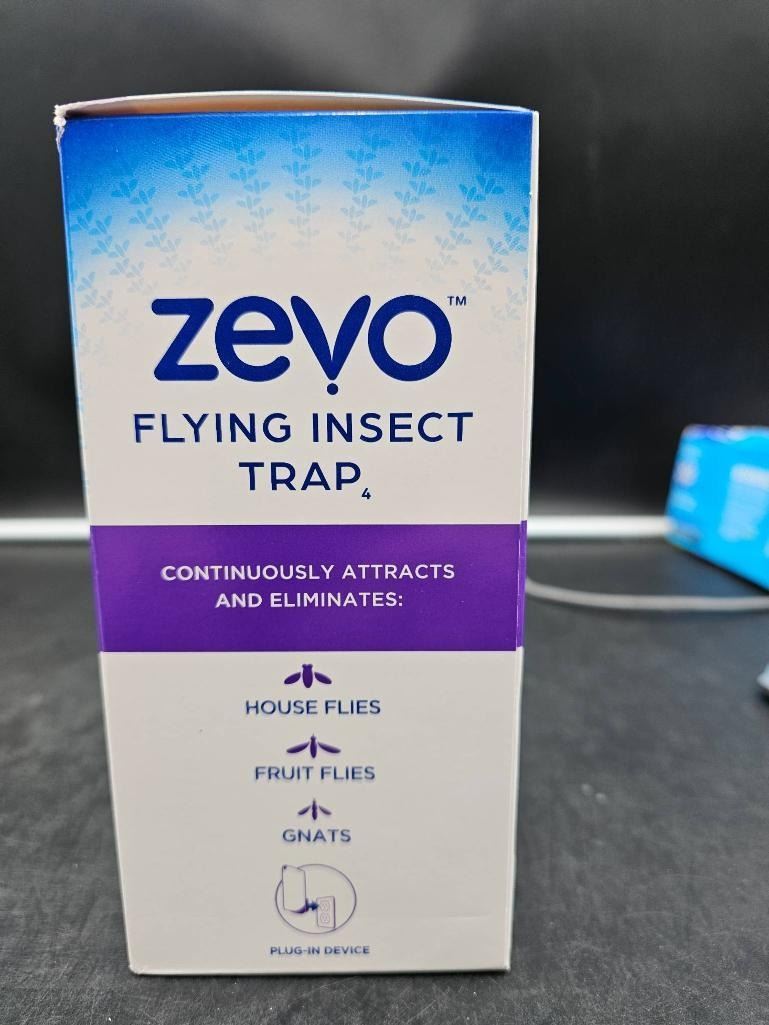 zevo™
FLYING INSECT
TRAP₄
CONTINUOUSLY ATTRACTS
AND ELIMINATES:
HOUSE FLIES
FRUIT FLIES
GNATS
PLUG-IN DEVICE